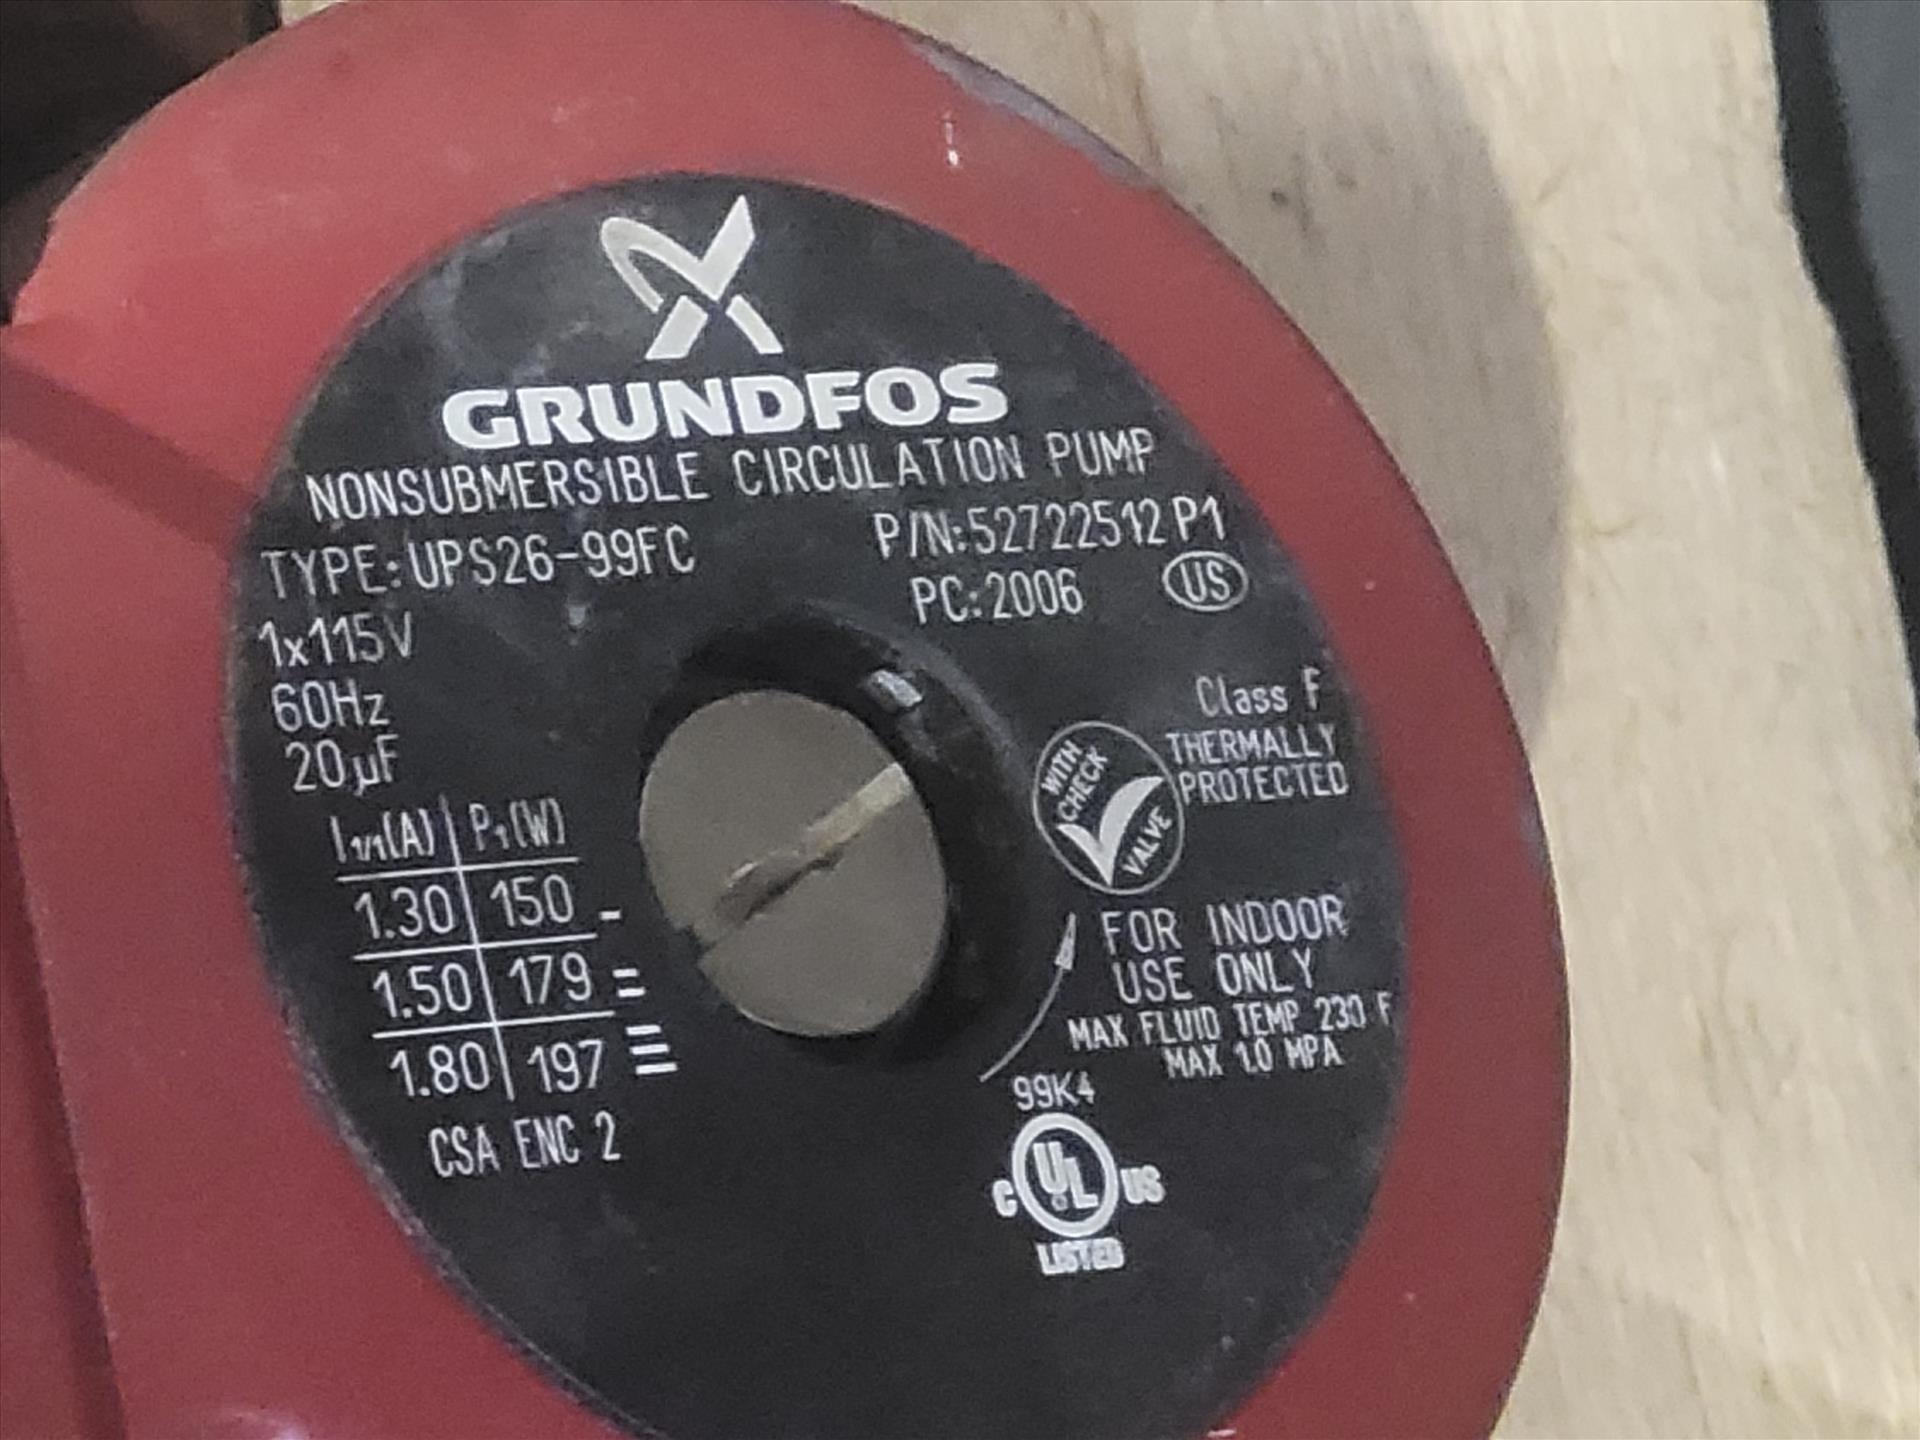 GRUNDFOS
NONSUBMERSIBLE CIRCULATION PUMP
TYPE: UPS26-99FC
P/N: 52722512 P1
PC: 2006
US
1x115V
60Hz
20µF
I1/1(A) P1(W)
1.30 150
1.50 179
1.80 197
CSA ENC 2
Class F
THERMALLY
PROTECTED
WITH
CHECK
VALVE
FOR INDOOR
USE ONLY
MAX FLUID TEMP 230 F
MAX 1.0 MPA
99K4
C UL US
LISTED